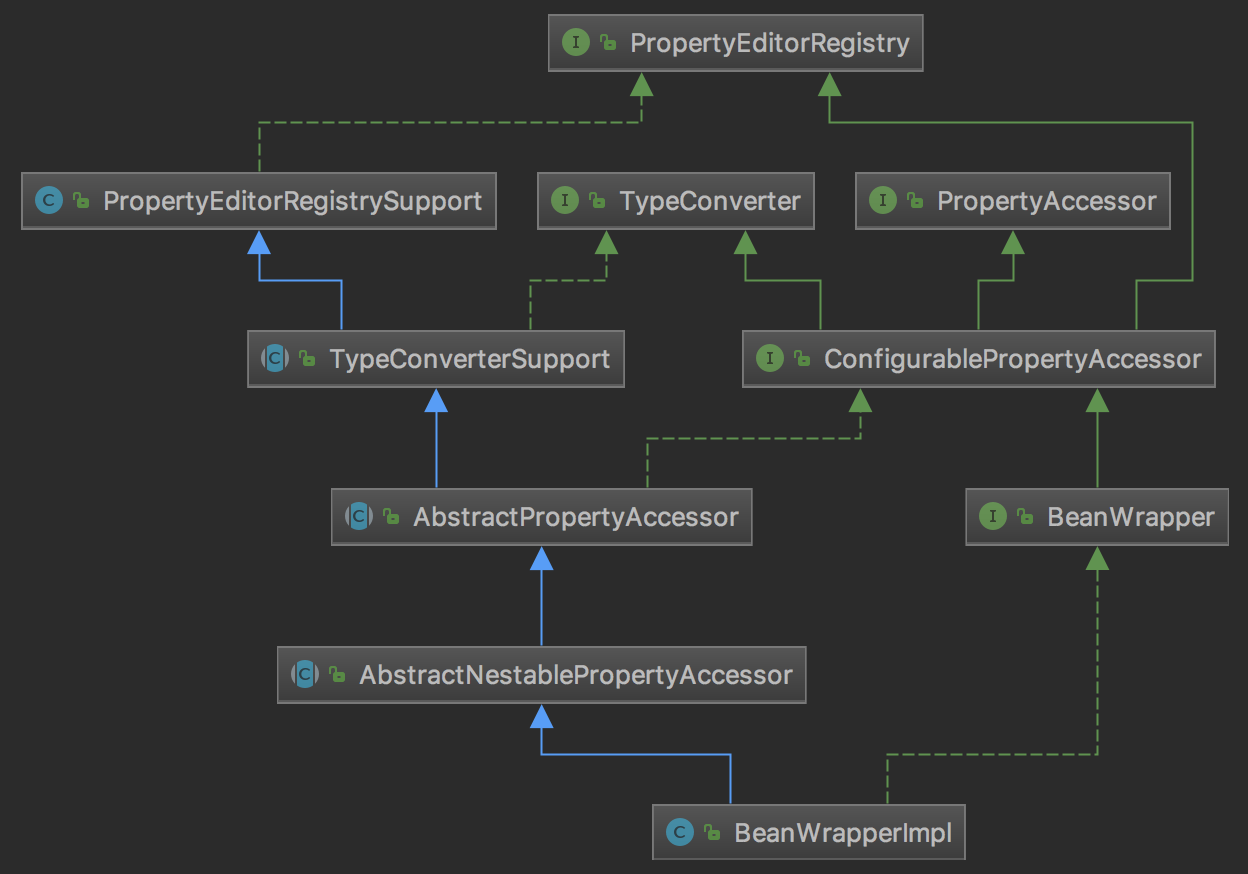 I PropertyEditorRegistry
C PropertyEditorRegistrySupport
I TypeConverter
I PropertyAccessor
C TypeConverterSupport
I ConfigurablePropertyAccessor
C AbstractPropertyAccessor
I BeanWrapper
C AbstractNestablePropertyAccessor
C BeanWrapperImpl